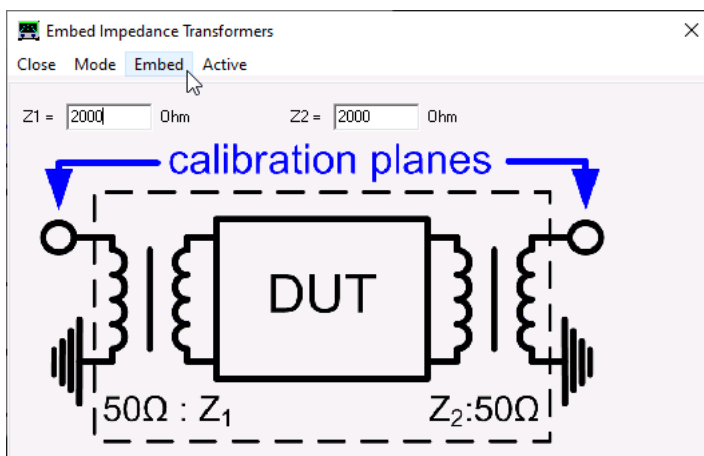 Embed Impedance Transformers
Close Mode Embed Active
Z1 = 2000 Ohm Z2 = 2000 Ohm
calibration planes
DUT
50Ω : Z₁ Z₂:50Ω